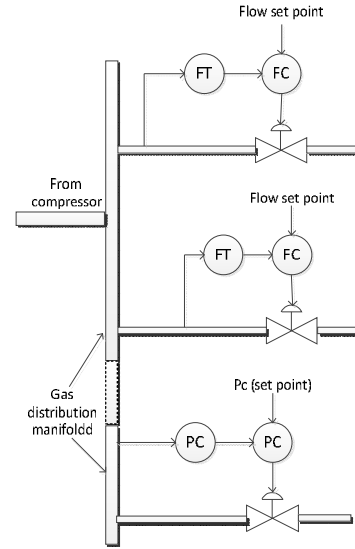 Flow set point
FT
FC
From
compressor
Flow set point
FT
FC
Gas
distribution
manifoldd
Pc (set point)
PC
PC